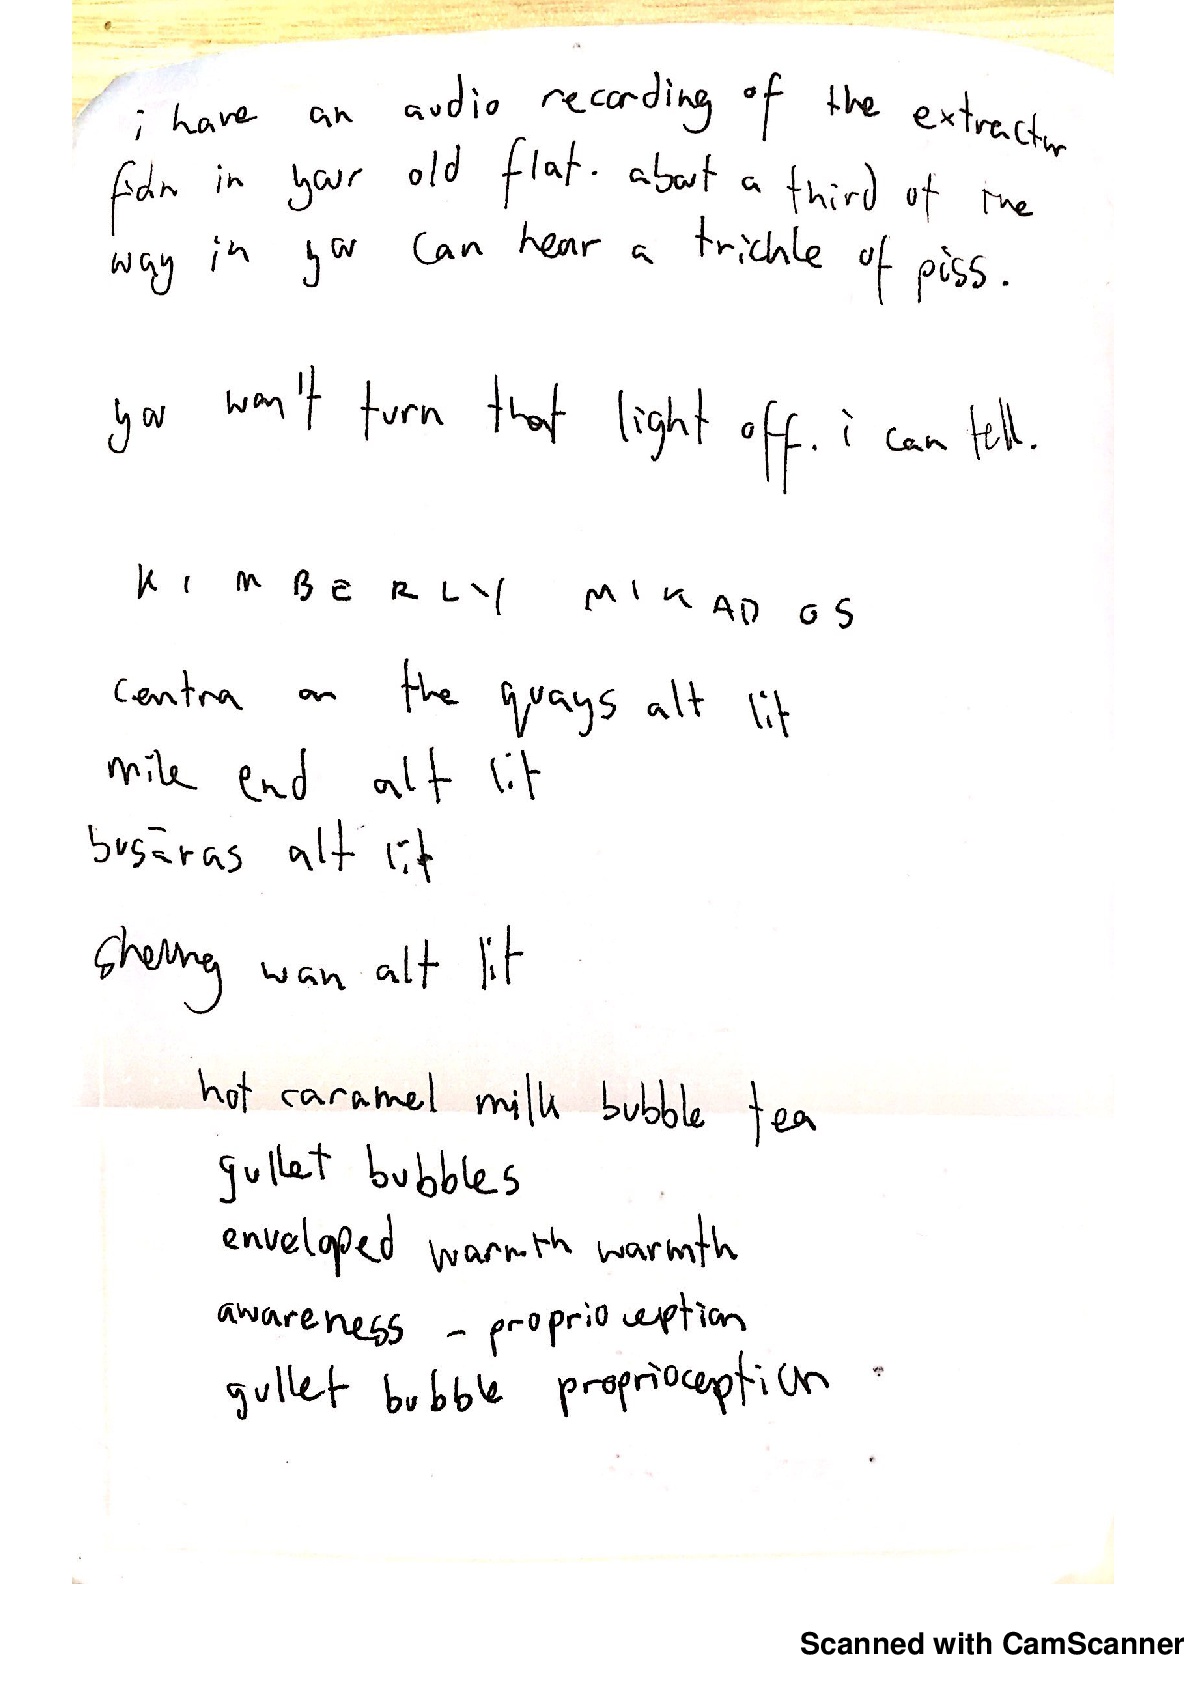 i have an audio recording of the extractor
fan in your old flat. about a third of the
way in you can hear a trickle of piss.
you won't turn that light off. i can tell.
KIMBERLY MIKADOS
centra on the quays alt lit
mile end alt lit
busáras alt lit
sheung wan alt lit
hot caramel milk bubble tea
gullet bubbles
enveloped warmth warmth
awareness - proprioception
gullet bubble proprioception
Scanned with CamScanner